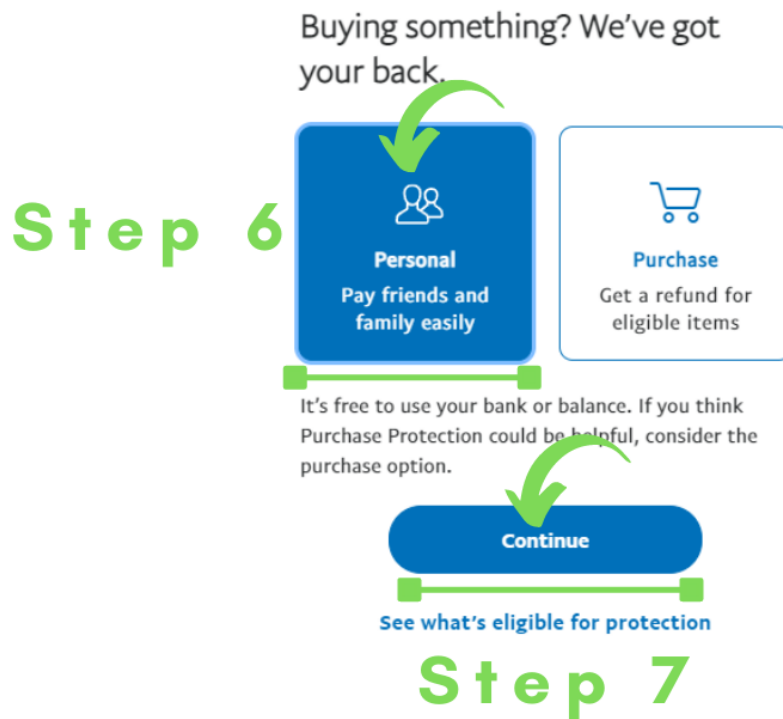 Buying something? We've got
your back.
Step 6
Personal
Pay friends and
family easily
Purchase
Get a refund for
eligible items
It's free to use your bank or balance. If you think
Purchase Protection could be helpful, consider the
purchase option.
Continue
See what's eligible for protection
Step 7